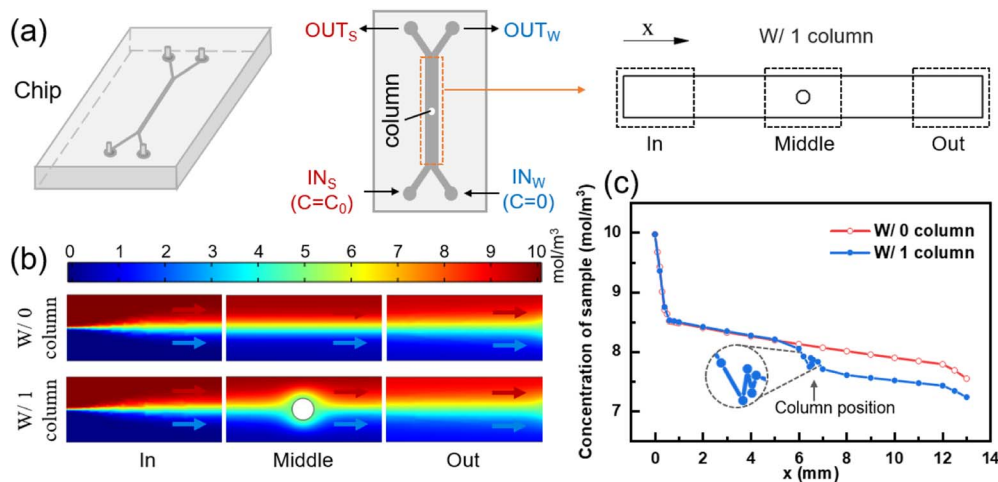 (a)
Chip
OUTS
OUTW
column
INS
(C=C0)
INW
(C=0)
x
W/ 1 column
In
Middle
Out
(b)
0 1 2 3 4 5 6 7 8 9 10
mol/m³
W/ 0
column
W/ 1
column
In
Middle
Out
(c)
Concentration of sample (mol/m³)
10
9
8
7
6
W/ 0 column
W/ 1 column
Column position
0 2 4 6 8 10 12 14
x (mm)